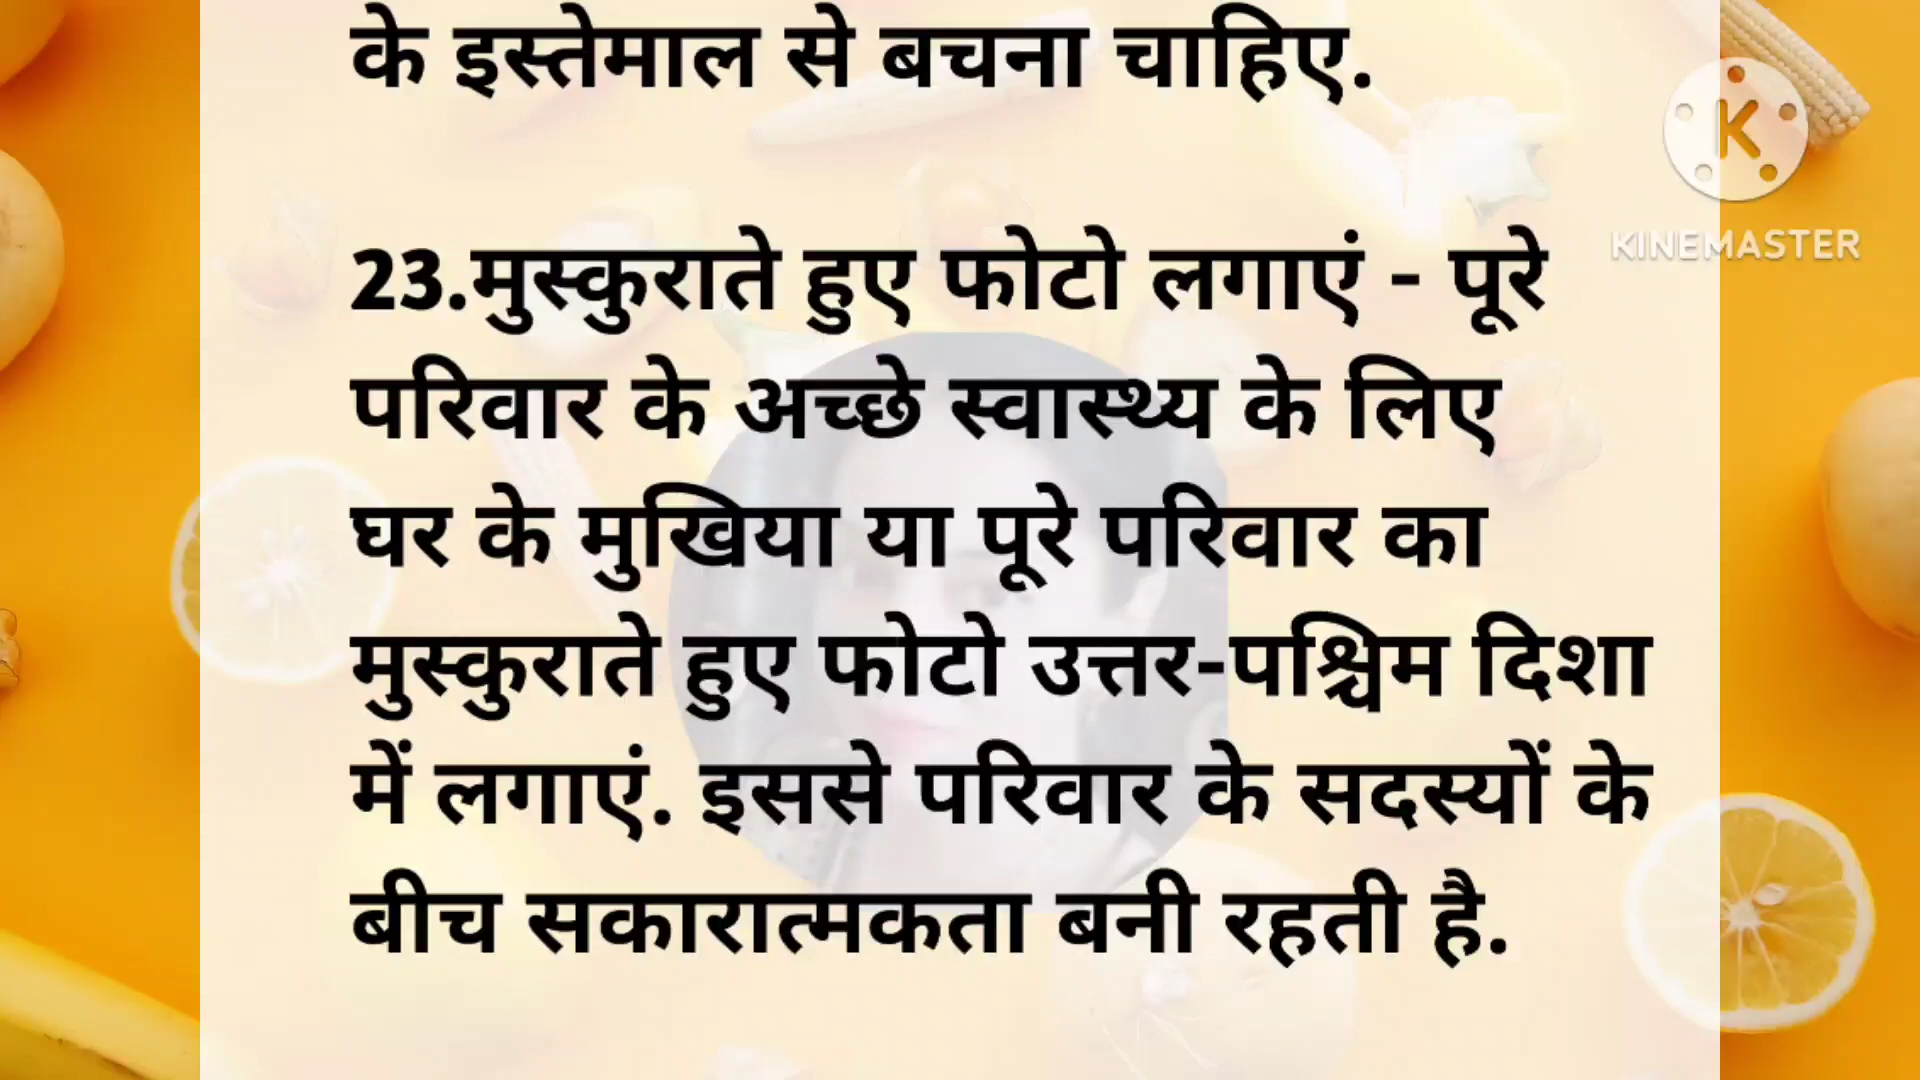 के इस्तेमाल से बचना चाहिए.
KINEMASTER
23.मुस्कुराते हुए फोटो लगाएं - पूरे
परिवार के अच्छे स्वास्थ्य के लिए
घर के मुखिया या पूरे परिवार का
मुस्कुराते हुए फोटो उत्तर-पश्चिम दिशा
में लगाएं. इससे परिवार के सदस्यों के
बीच सकारात्मकता बनी रहती है.